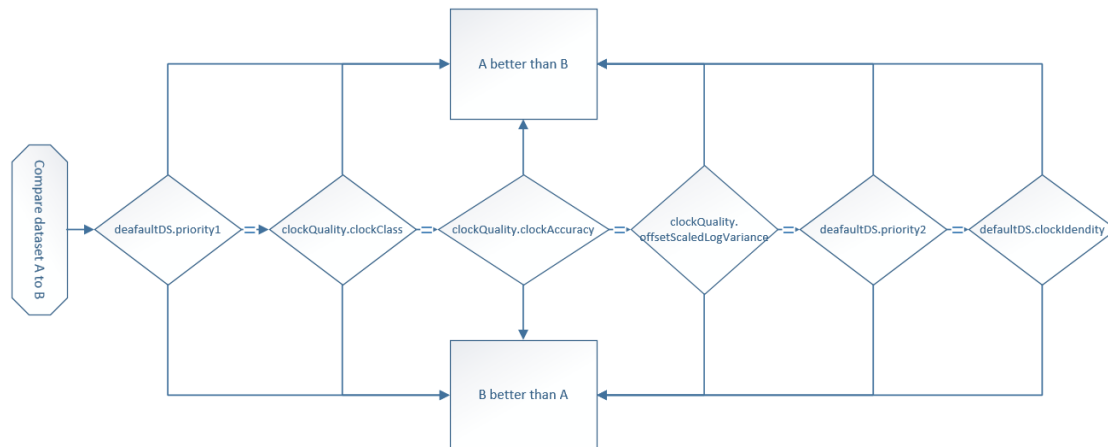 A better than B
Compare dataset A to B
deafaultDS.priority1
=
clockQuality.clockClass
=
clockQuality.clockAccuracy
=
clockQuality.
offsetScaledLogVariance
=
deafaultDS.priority2
=
defaultDS.clockIdendity
B better than A